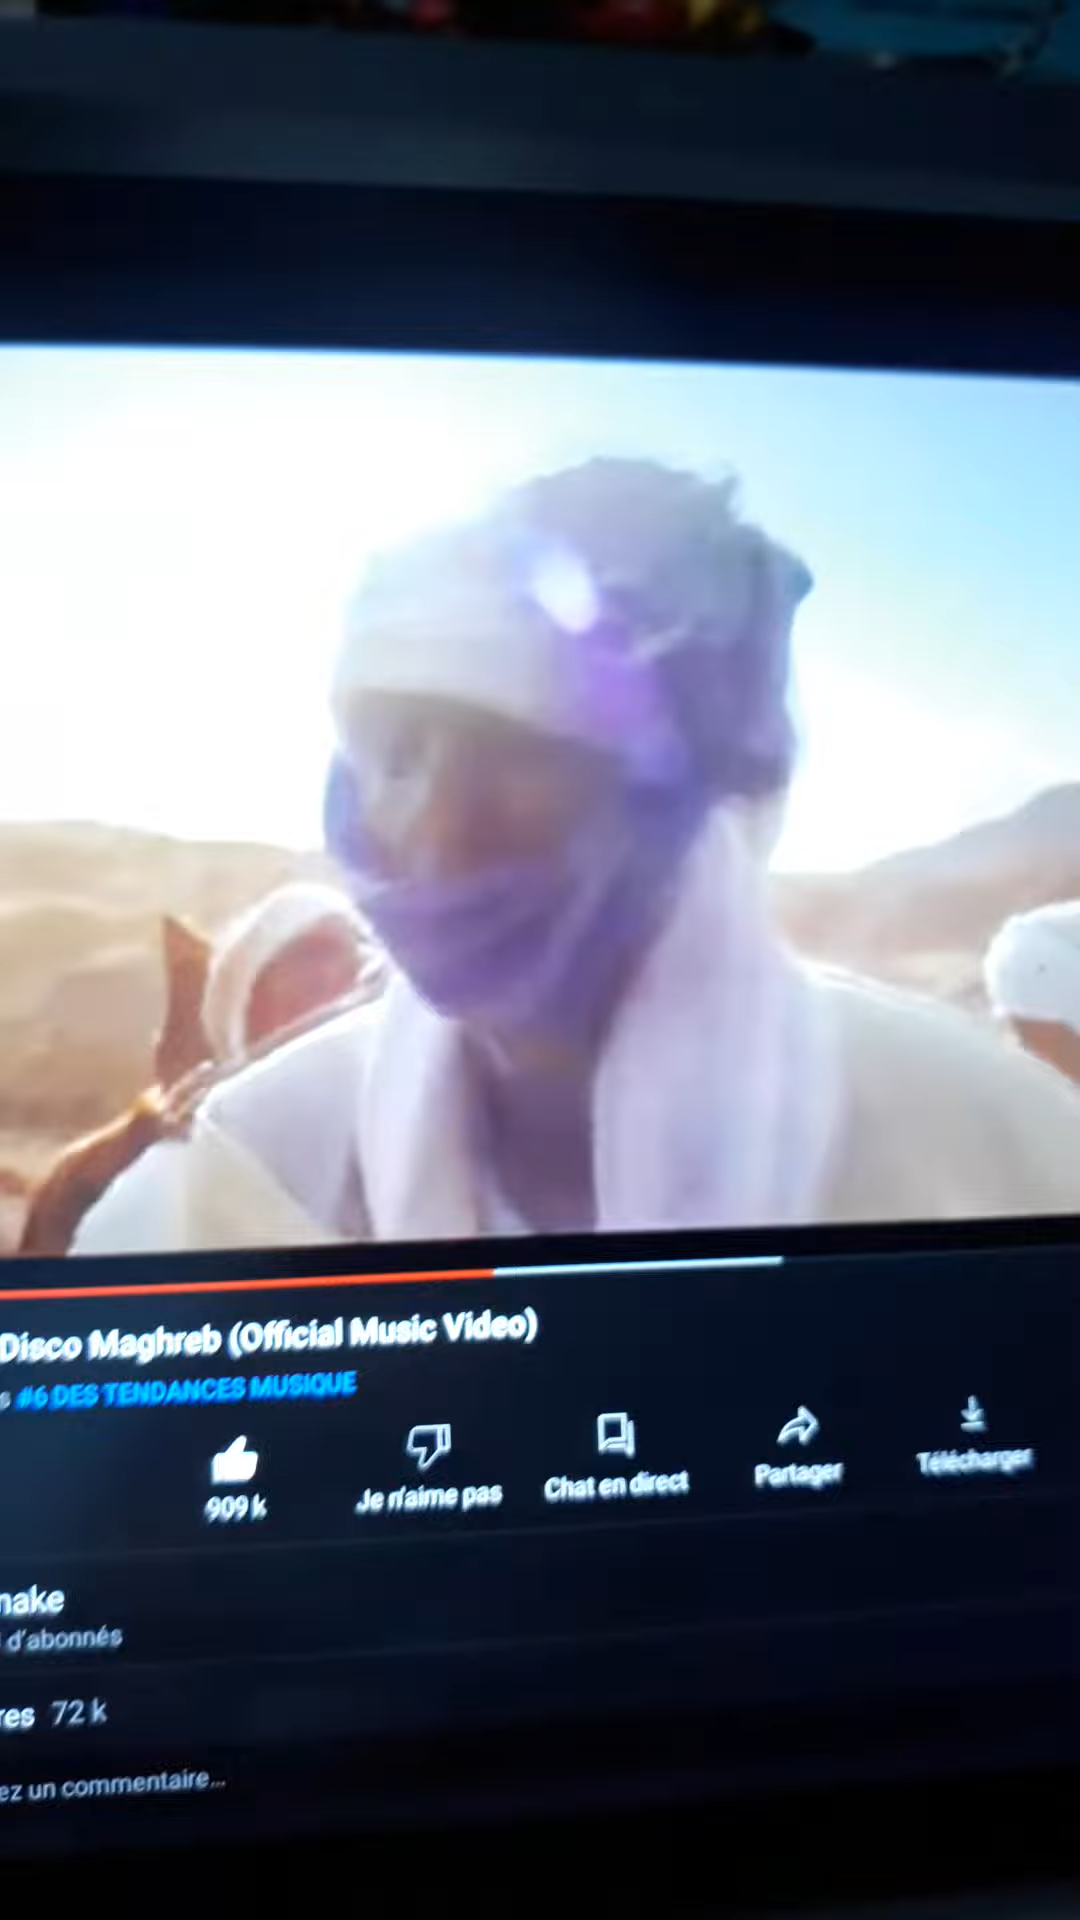 Disco Maghreb (Official Music Video)
s #6 DES TENDANCES MUSIQUE
909 k
Je n'aime pas
Chat en direct
Partager
Télécharger
nake
d'abonnés
res 72 k
ez un commentaire...